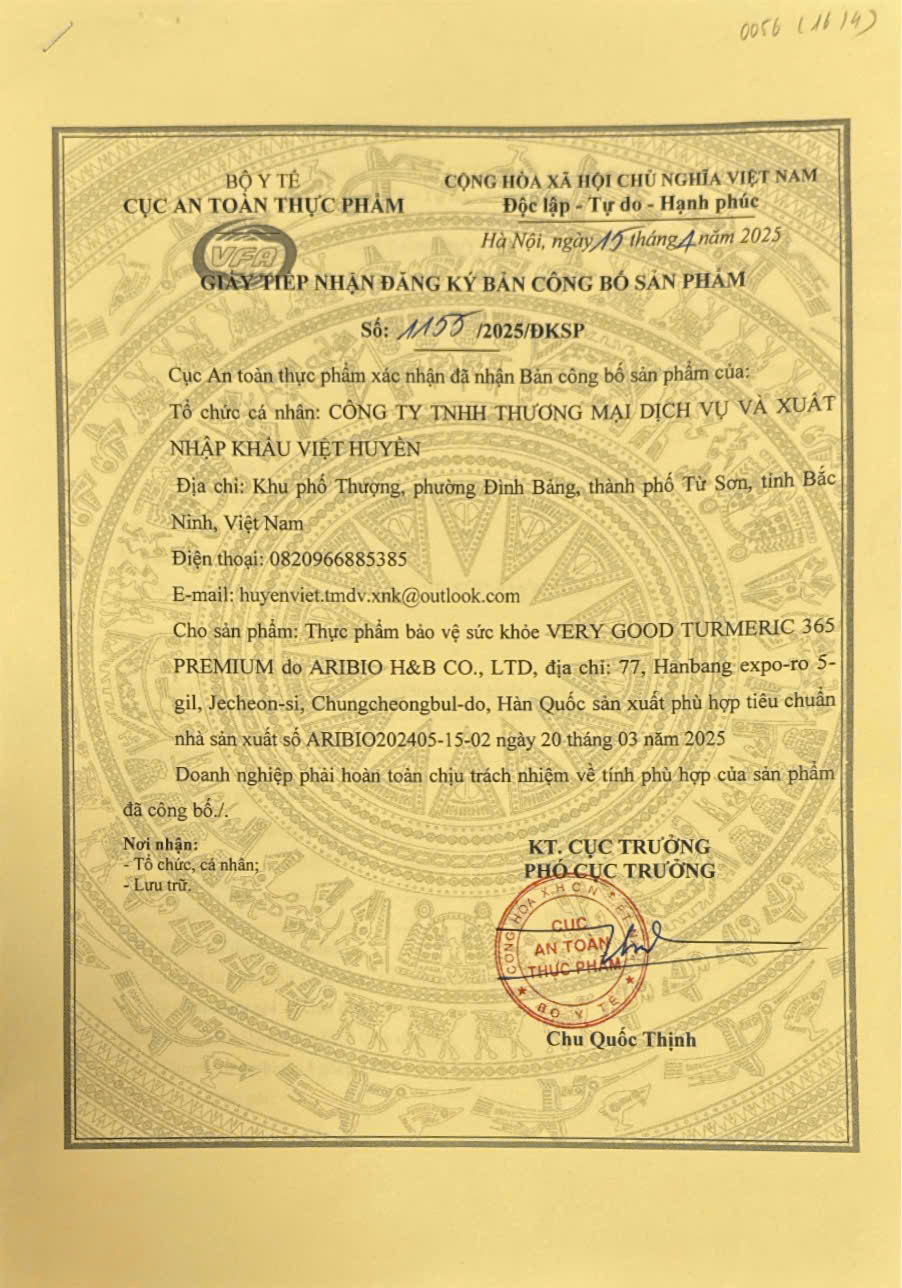 0056 (16/4)
BỘ Y TẾ
CỤC AN TOÀN THỰC PHẨM
CỘNG HÒA XÃ HỘI CHỦ NGHĨA VIỆT NAM
Độc lập - Tự do - Hạnh phúc
Hà Nội, ngày 15 tháng 4 năm 2025
VFA
GIẤY TIẾP NHẬN ĐĂNG KÝ BẢN CÔNG BỐ SẢN PHẨM
Số: 1155 /2025/ĐKSP
Cục An toàn thực phẩm xác nhận đã nhận Bản công bố sản phẩm của:
Tổ chức cá nhân: CÔNG TY TNHH THƯƠNG MẠI DỊCH VỤ VÀ XUẤT
NHẬP KHẨU VIỆT HUYÊN
Địa chỉ: Khu phố Thượng, phường Đình Bảng, thành phố Từ Sơn, tỉnh Bắc
Ninh, Việt Nam
Điện thoại: 0820966885385
E-mail: huyenviet.tmdv.xnk@outlook.com
Cho sản phẩm: Thực phẩm bảo vệ sức khỏe VERY GOOD TURMERIC 365
PREMIUM do ARIBIO H&B CO., LTD, địa chỉ: 77, Hanbang expo-ro 5-
gil, Jecheon-si, Chungcheongbul-do, Hàn Quốc sản xuất phù hợp tiêu chuẩn
nhà sản xuất số ARIBIO202405-15-02 ngày 20 tháng 03 năm 2025
Doanh nghiệp phải hoàn toàn chịu trách nhiệm về tính phù hợp của sản phẩm
đã công bố./.
Nơi nhận:
- Tổ chức, cá nhân;
- Lưu trữ.
KT. CỤC TRƯỞNG
PHÓ CỤC TRƯỞNG
CỘNG HÒA X.H.C.N
CỤC
AN TOÀN
THỰC PHẨM
BỘ Y TẾ
Chu Quốc Thịnh